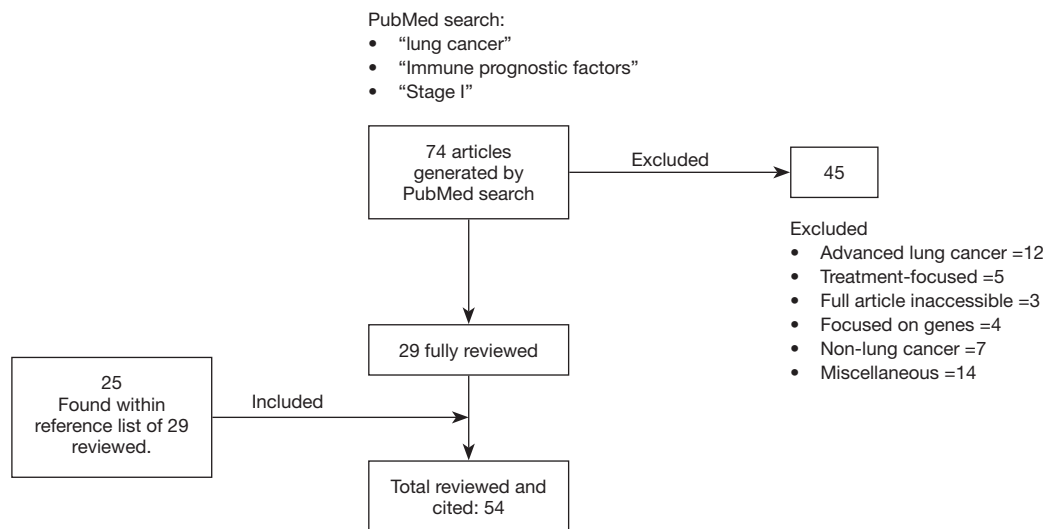 PubMed search:
• “lung cancer”
• “Immune prognostic factors”
• “Stage I”
74 articles
generated by
PubMed search
Excluded
45
Excluded
• Advanced lung cancer =12
• Treatment-focused =5
• Full article inaccessible =3
• Focused on genes =4
• Non-lung cancer =7
• Miscellaneous =14
29 fully reviewed
25
Found within
reference list of 29
reviewed.
Included
Total reviewed and
cited: 54